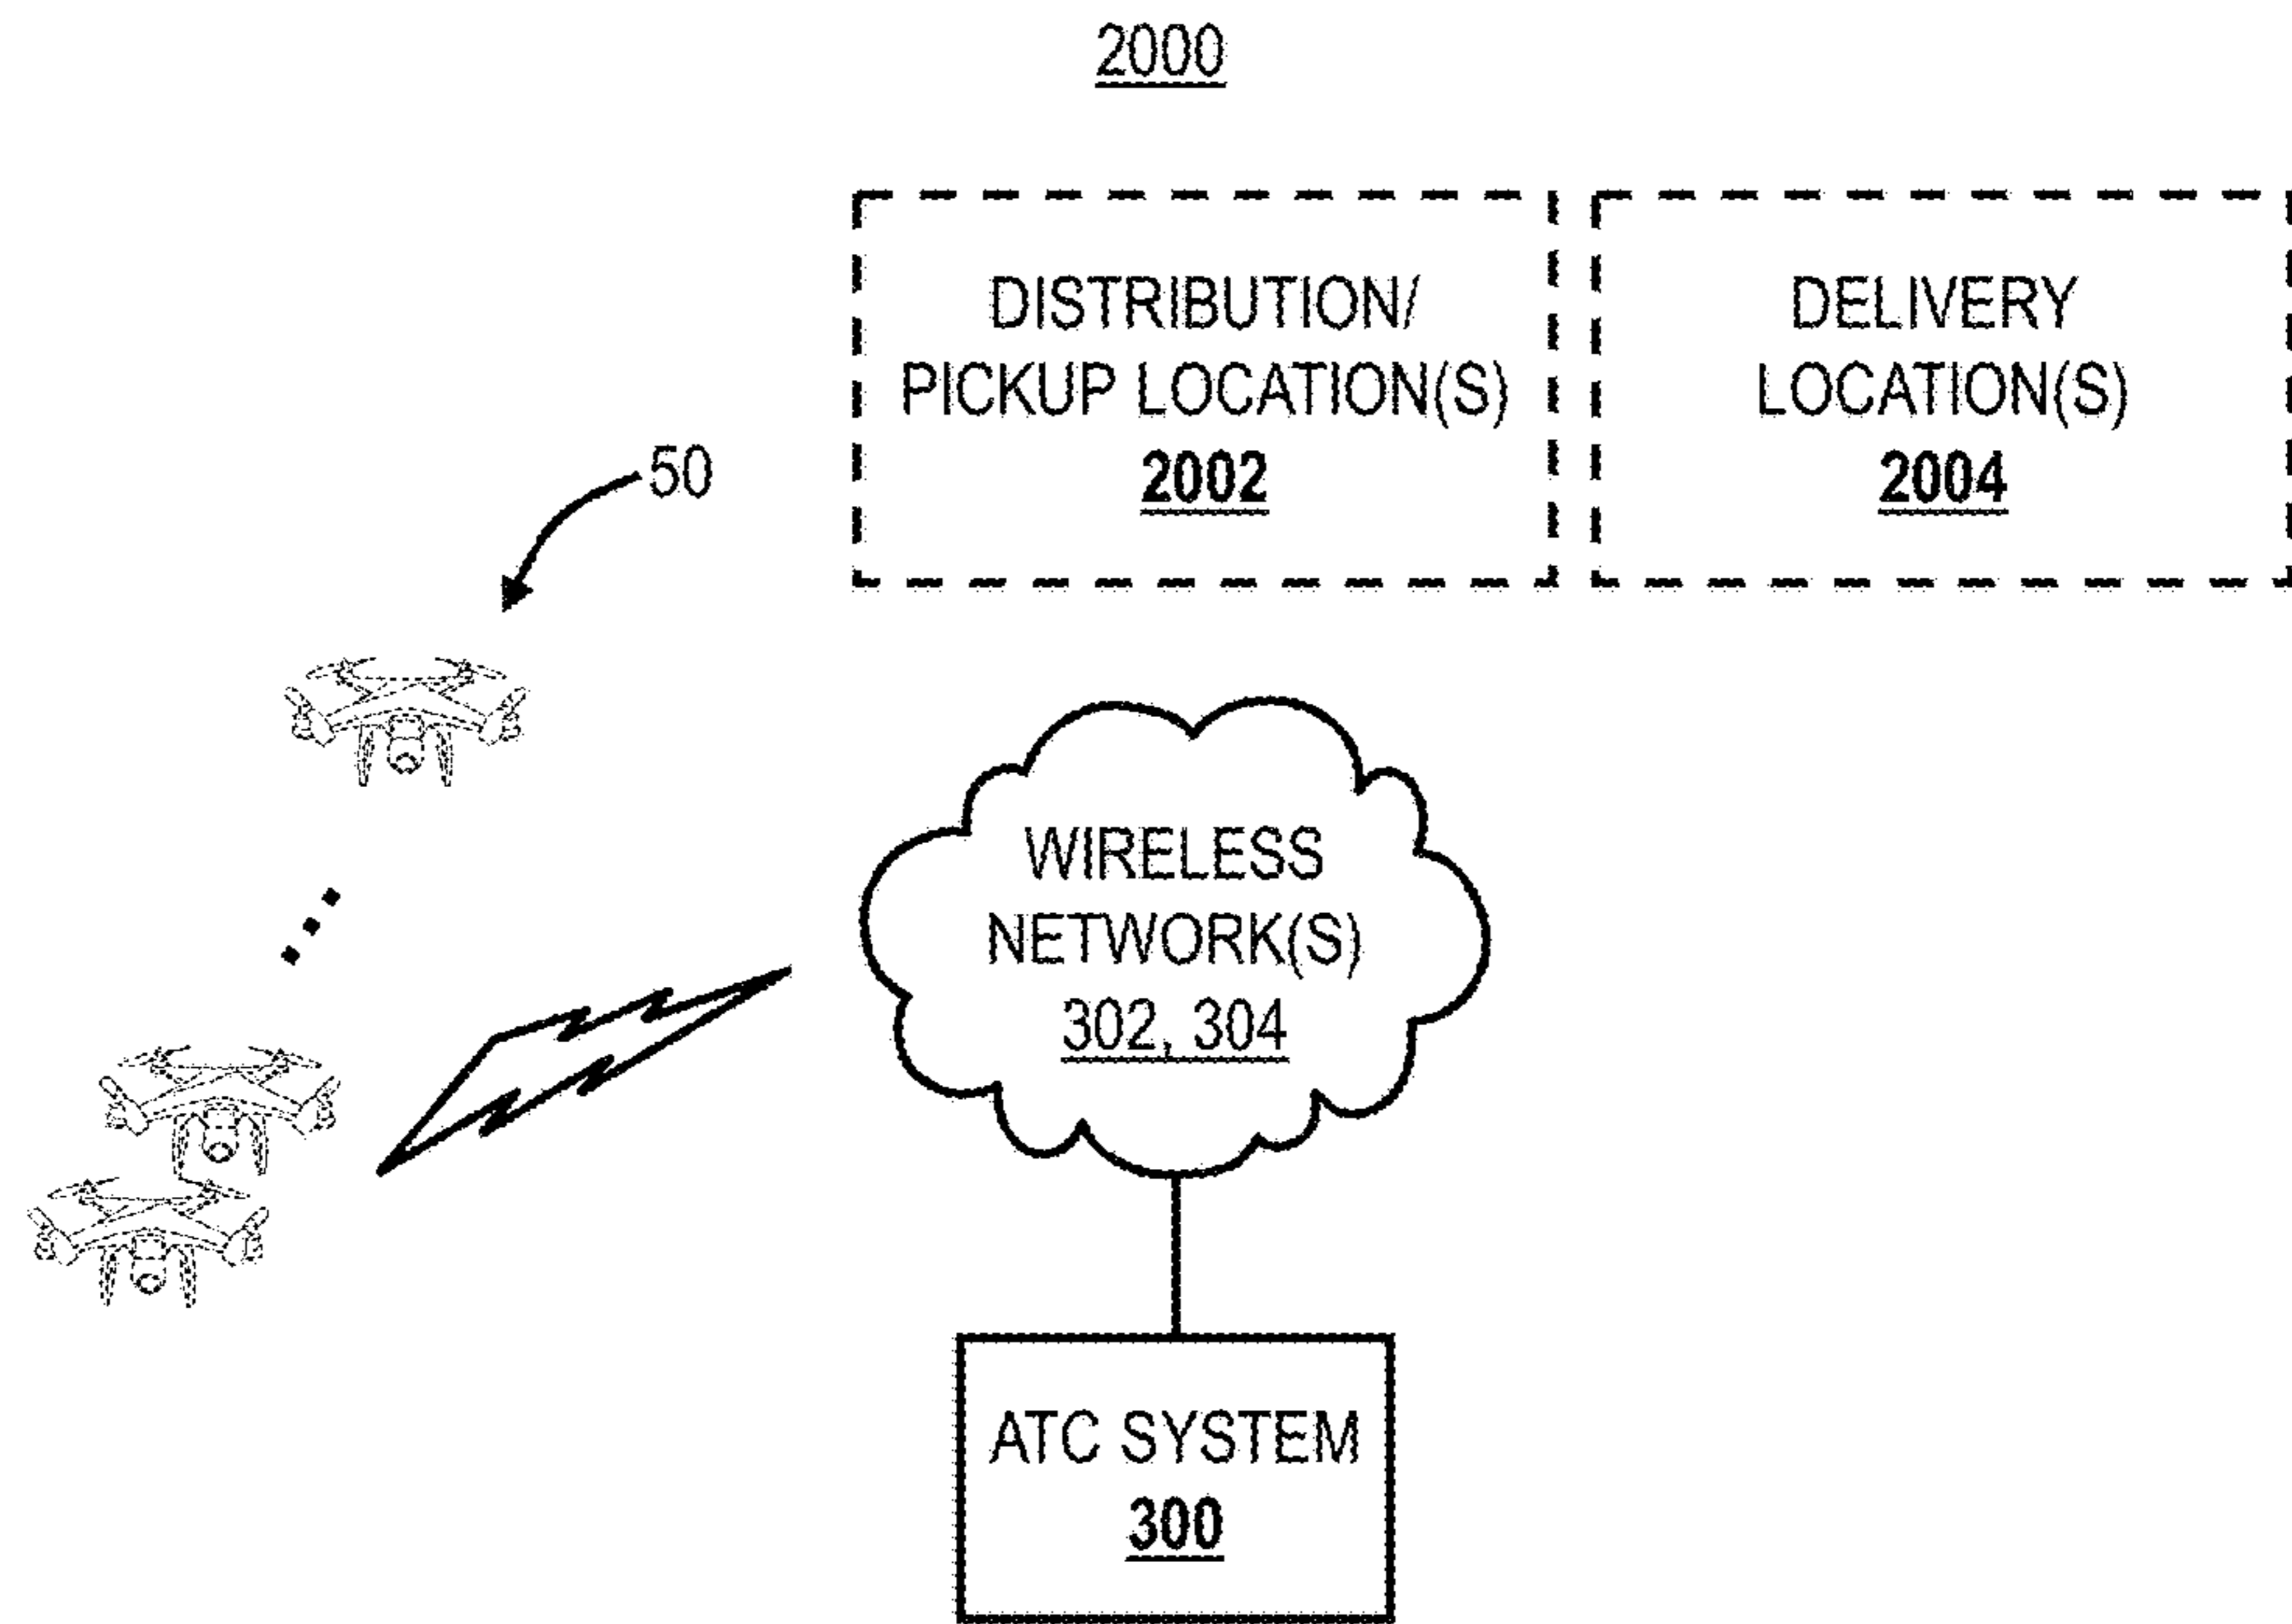 2000
DISTRIBUTION/
PICKUP LOCATION(S)
2002
DELIVERY
LOCATION(S)
2004
50
WIRELESS
NETWORK(S)
302, 304
ATC SYSTEM
300